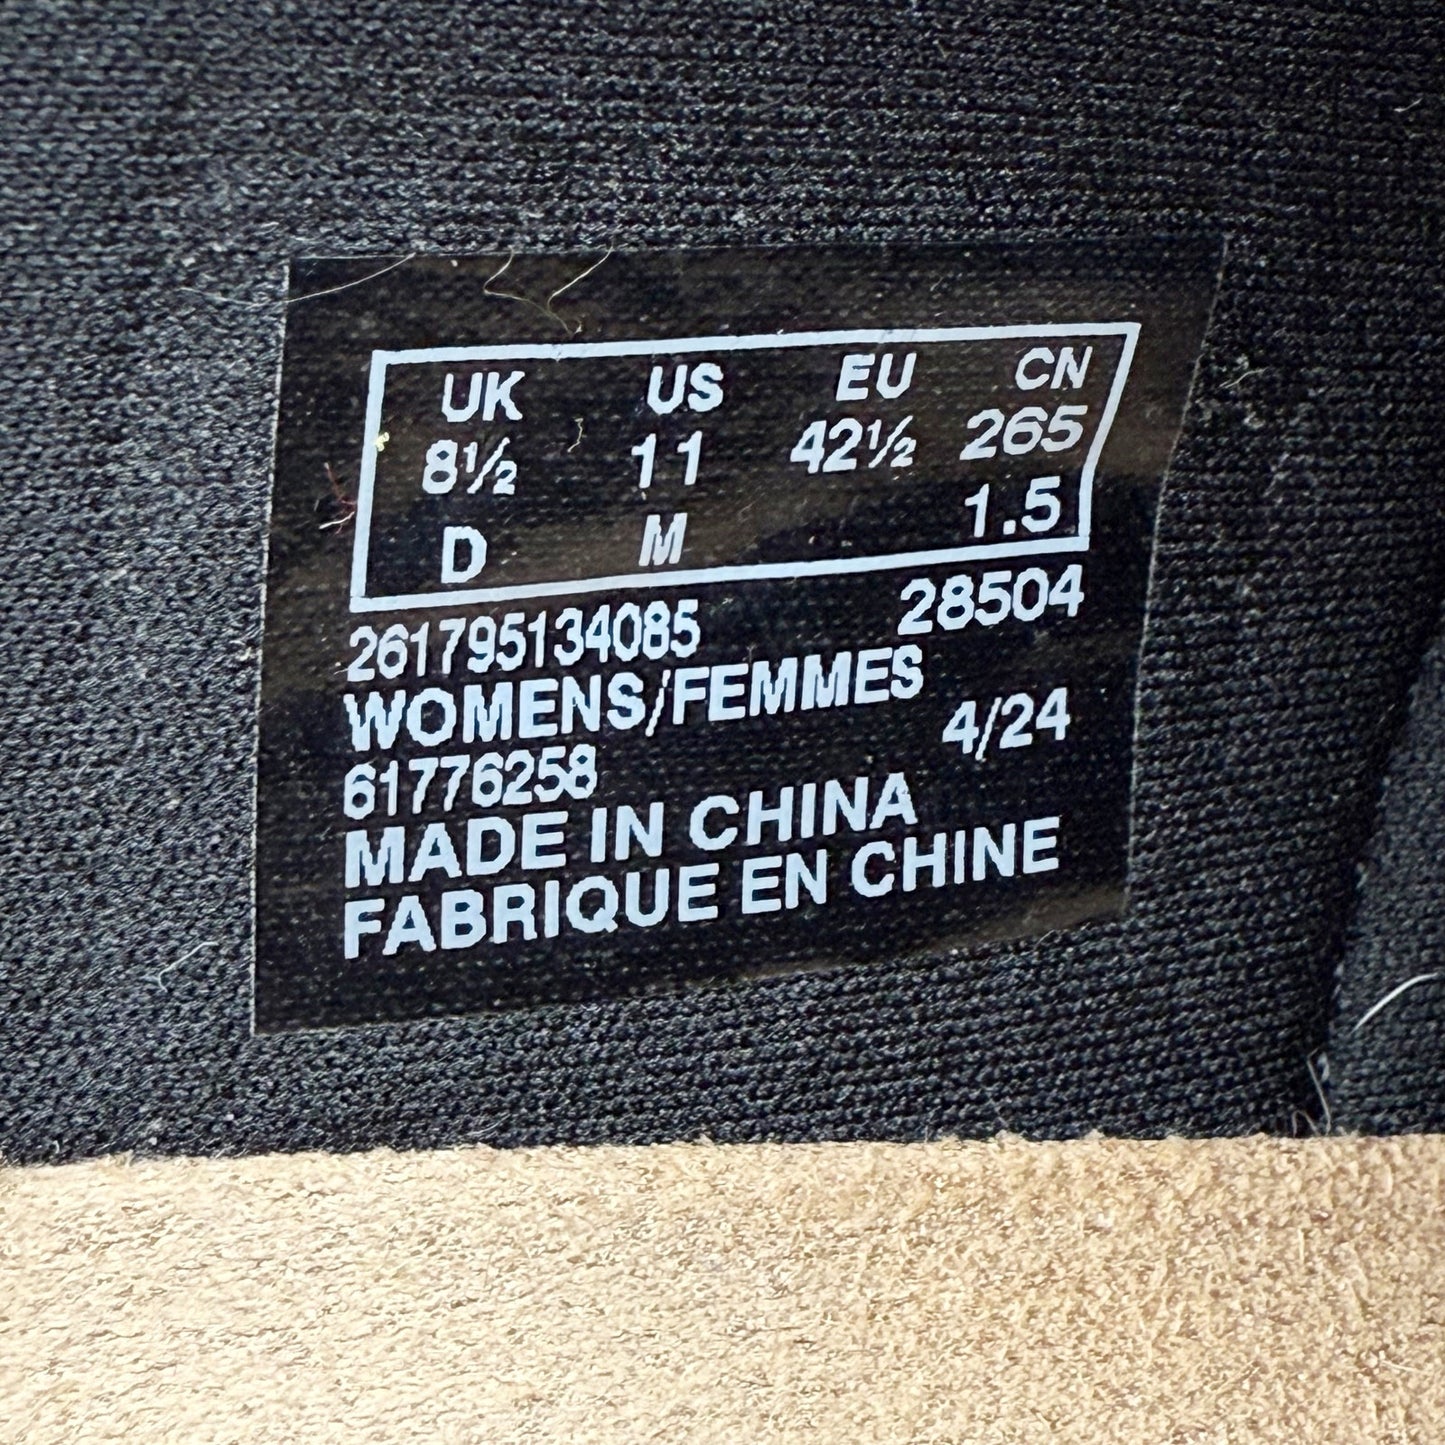 UK US EU CN
8½ 11 42½ 265
D M 1.5
261795134085 28504
WOMENS/FEMMES
61776258 4/24
MADE IN CHINA
FABRIQUE EN CHINE